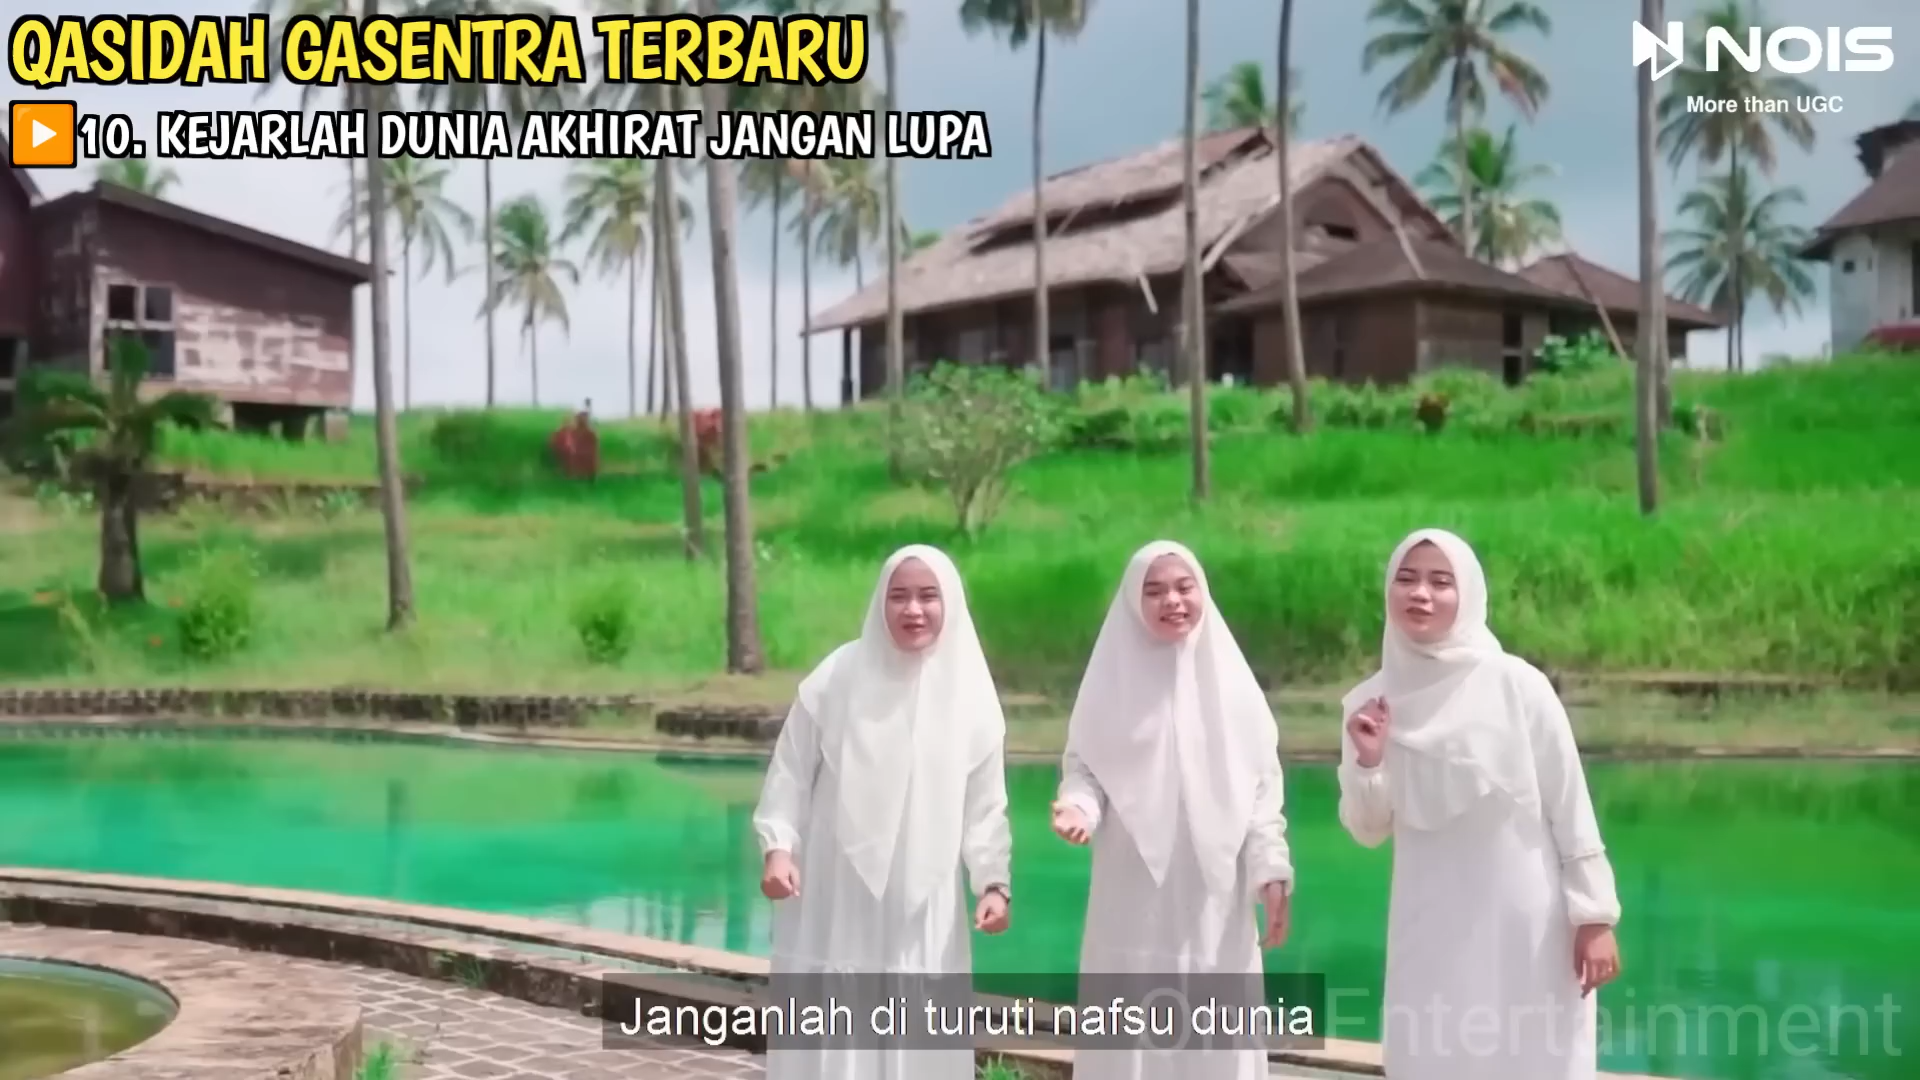 QASIDAH GASENTRA TERBARU
NOIS
More than UGC
10. KEJARLAH DUNIA AKHIRAT JANGAN LUPA
Janganlah di turuti nafsu dunia
One Entertainment